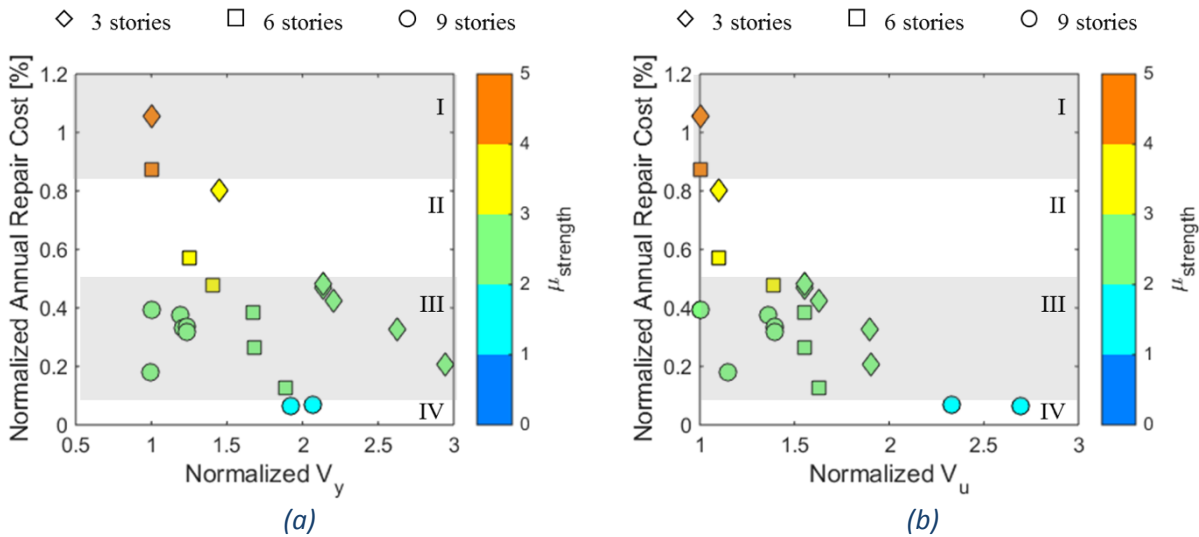 3 stories 6 stories 9 stories
Normalized Annual Repair Cost [%]
1.2
1
0.8
0.6
0.4
0.2
0
I
II
III
IV
0.5 1 1.5 2 2.5 3
Normalized V_y
5
4
3
2
1
0
μ_strength
(a)
3 stories 6 stories 9 stories
Normalized Annual Repair Cost [%]
1.2
1
0.8
0.6
0.4
0.2
0
I
II
III
IV
1 1.5 2 2.5 3
Normalized V_u
5
4
3
2
1
0
μ_strength
(b)